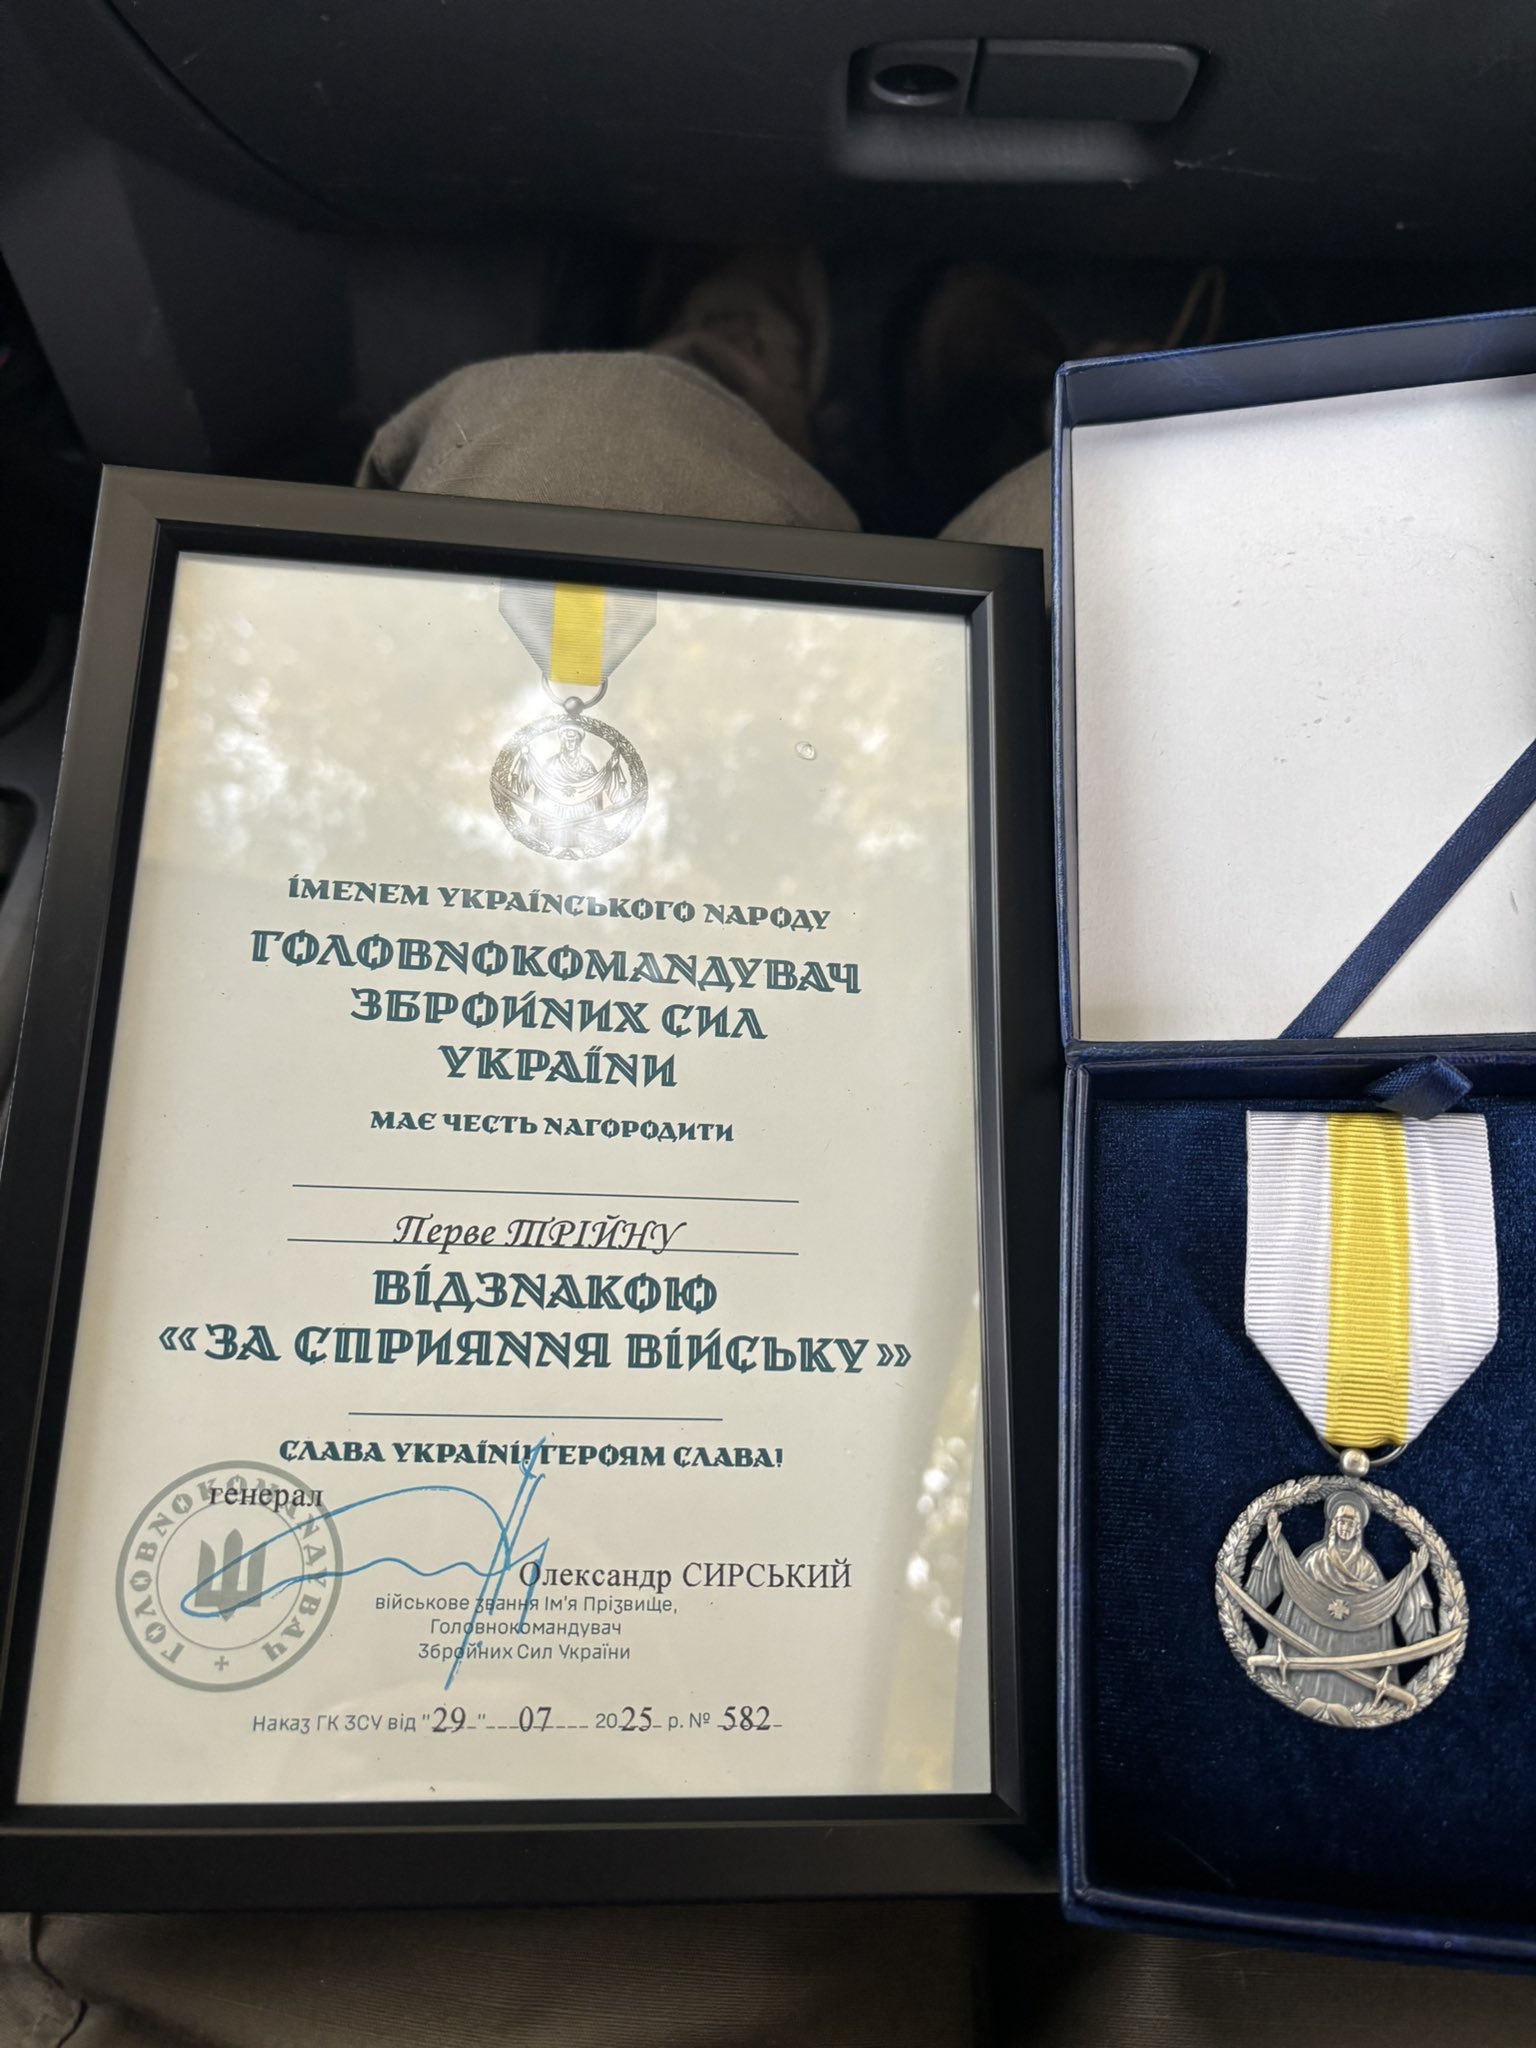 ІМЕНЕМ УКРАЇНСЬКОГО НАРОДУ
ГОЛОВНОКОМАНДУВАЧ
ЗБРОЙНИХ СИЛ
УКРАЇНИ
МАЄ ЧЕСТЬ НАГОРОДИТИ
Перве ТРІЙНУ
ВІДЗНАКОЮ
«ЗА СПРИЯННЯ ВІЙСЬКУ»
СЛАВА УКРАЇНІ! ГЕРОЯМ СЛАВА!
генерал
ГОЛОВНОКОМАНДУВАЧ
Олександр СИРСЬКИЙ
військове звання Ім'я Прізвище,
Головнокомандувач
Збройних Сил України
Наказ ГК ЗСУ від "29" 07 2025 р. № 582